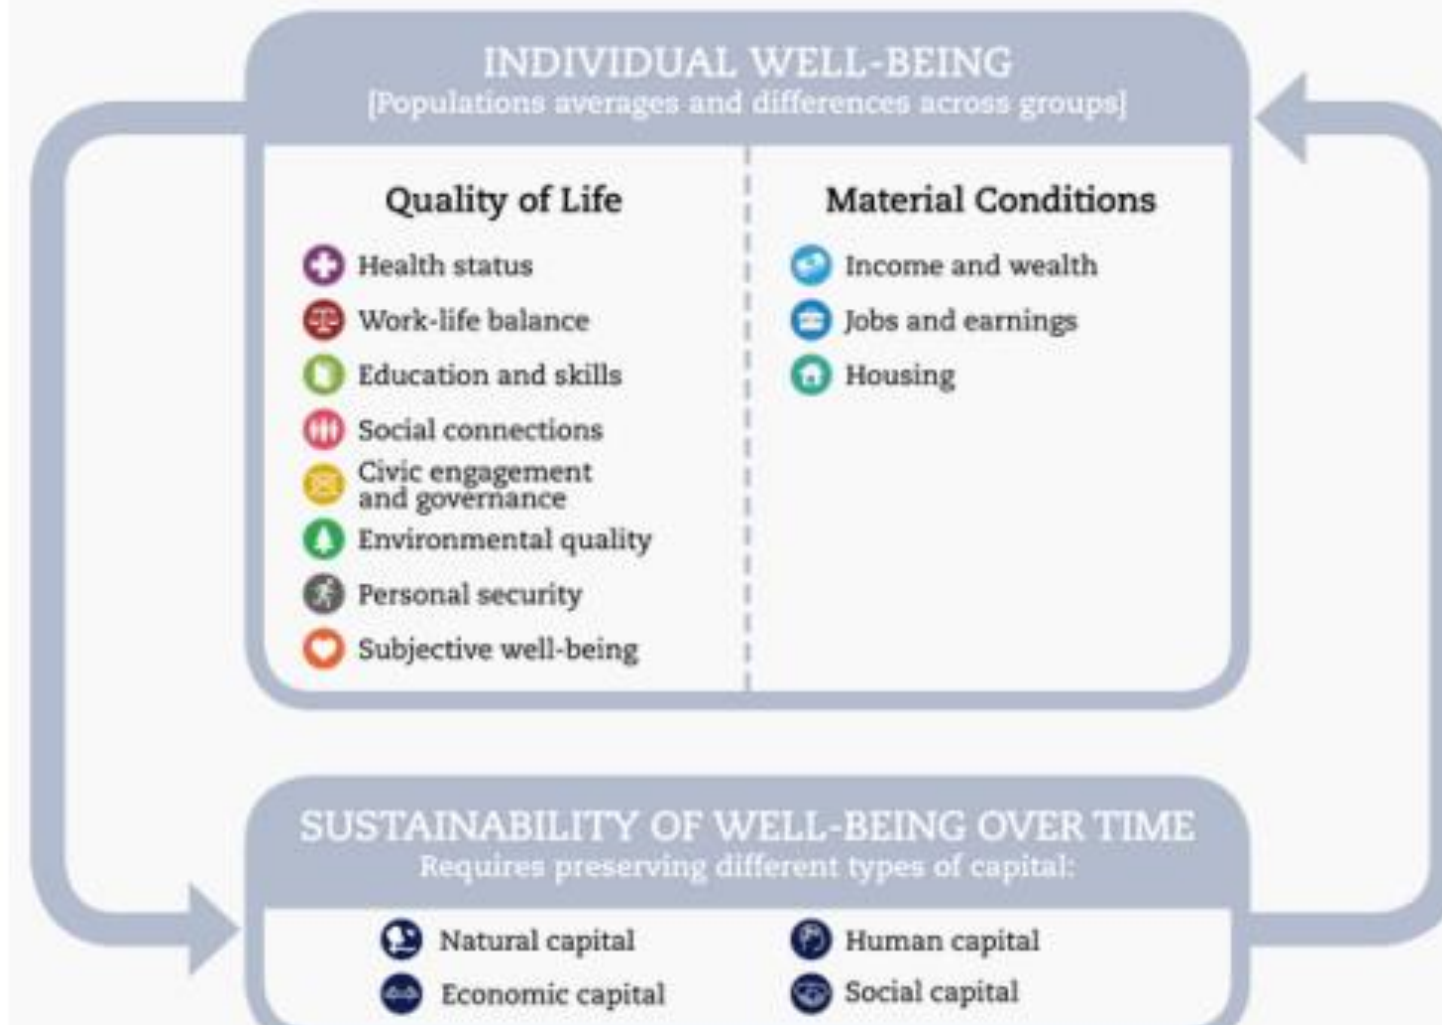 INDIVIDUAL WELL-BEING
[Populations averages and differences across groups]
Quality of Life
Health status
Work-life balance
Education and skills
Social connections
Civic engagement
and governance
Environmental quality
Personal security
Subjective well-being
Material Conditions
Income and wealth
Jobs and earnings
Housing
SUSTAINABILITY OF WELL-BEING OVER TIME
Requires preserving different types of capital:
Natural capital
Human capital
Economic capital
Social capital